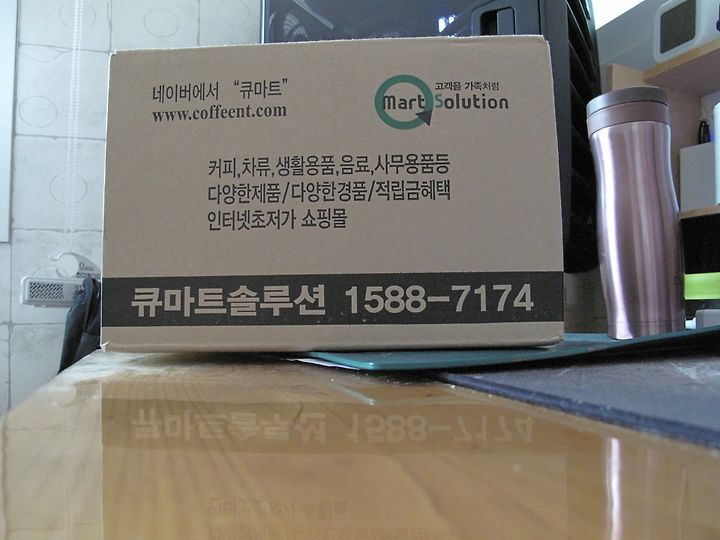 네이버에서 “큐마트”
www.coffeent.com
고객을 가족처럼
Mart Solution
커피,차류,생활용품,음료,사무용품등
다양한제품/다양한경품/적립금혜택
인터넷초저가 쇼핑몰
큐마트솔루션 1588-7174